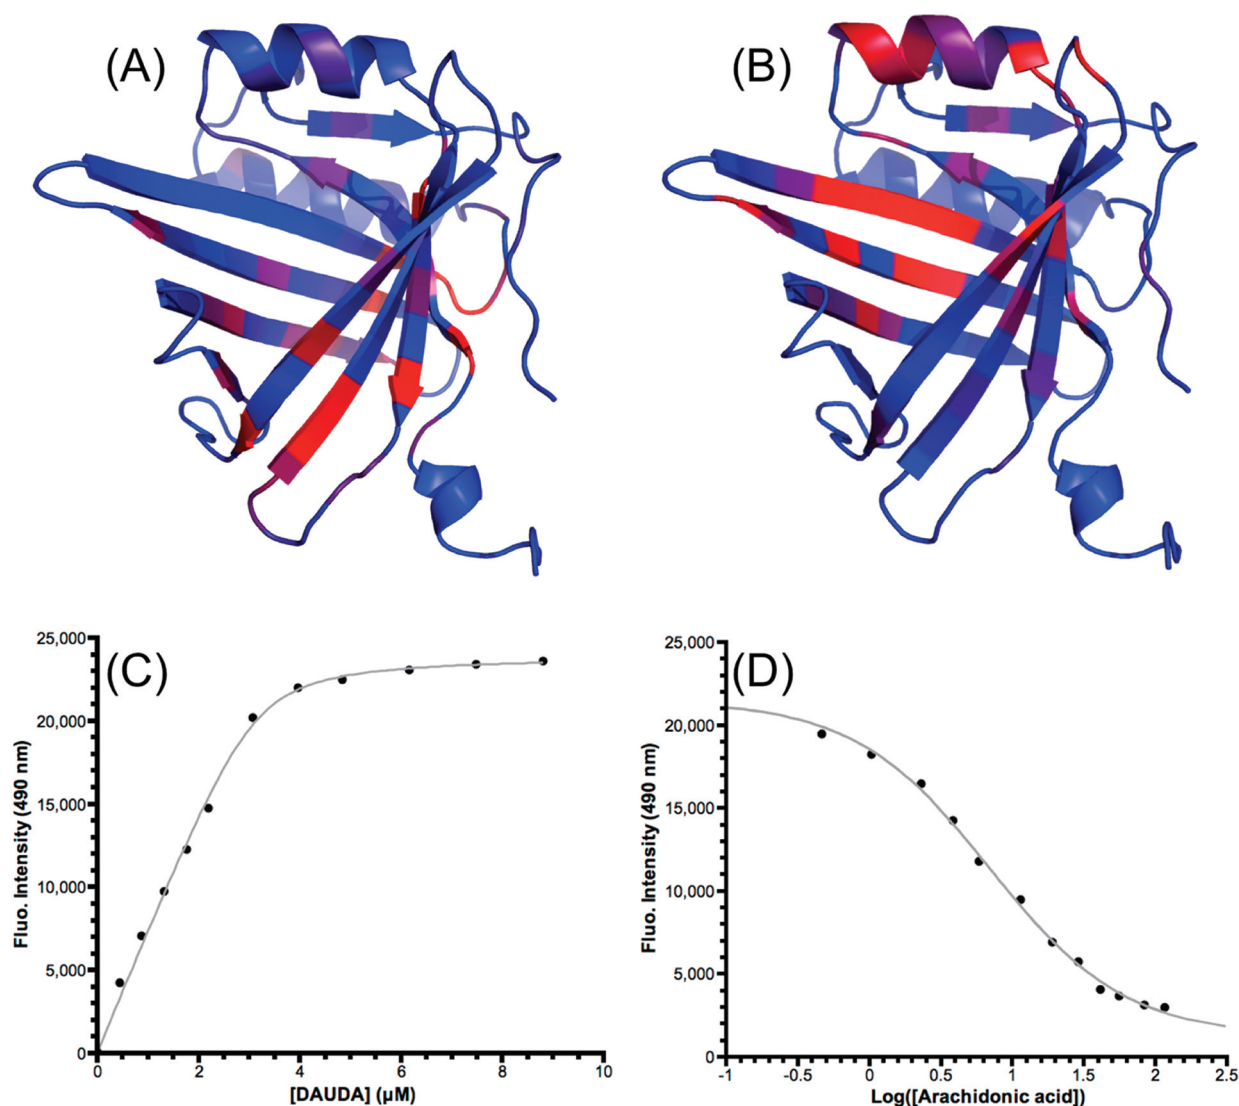 (A)
(B)
(C)
25,000
20,000
15,000
10,000
5,000
0
Fluo. Intensity (490 nm)
0 2 4 6 8 10
[DAUDA] (µM)
(D)
25,000
20,000
15,000
10,000
5,000
0
Fluo. Intensity (490 nm)
-1 -0.5 0 0.5 1 1.5 2 2.5
Log([Arachidonic acid])